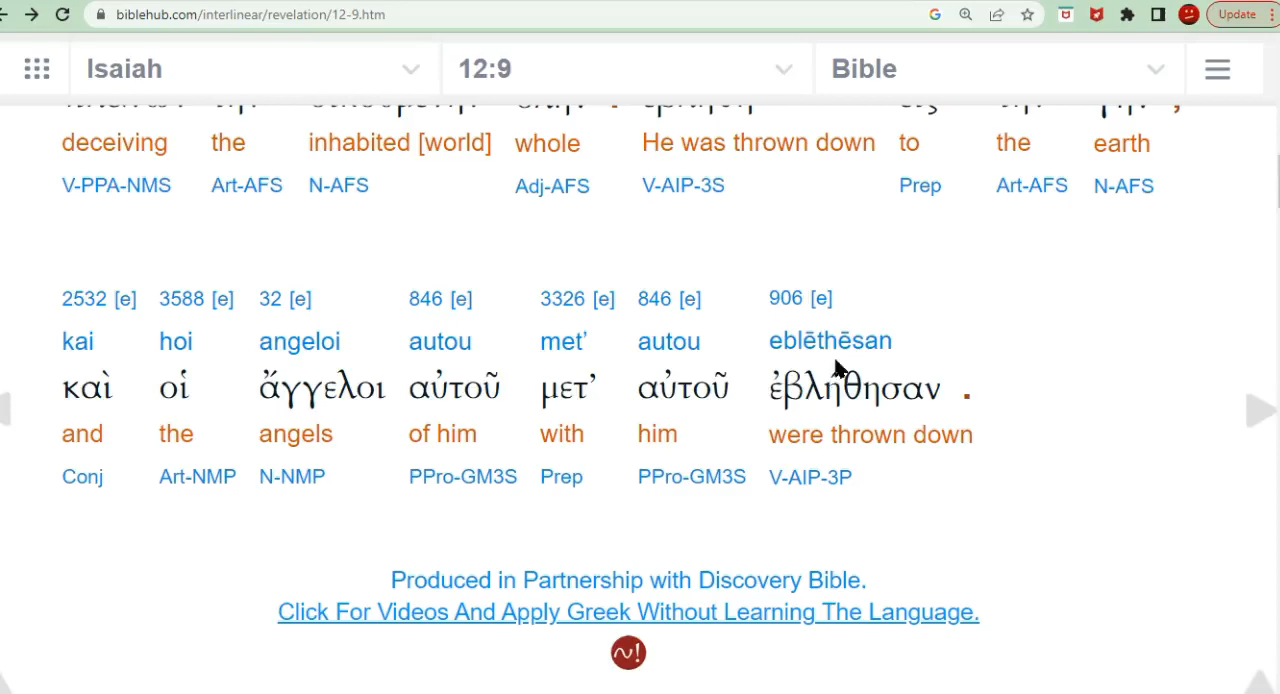 biblehub.com/interlinear/revelation/12-9.htm Update
Isaiah 12:9 Bible
deceiving the inhabited [world] whole He was thrown down to the earth
V-PPA-NMS Art-AFS N-AFS Adj-AFS V-AIP-3S Prep Art-AFS N-AFS
2532 [e] 3588 [e] 32 [e] 846 [e] 3326 [e] 846 [e] 906 [e]
kai hoi angeloi autou met’ autou eblēthēsan
καὶ οἱ ἄγγελοι αὐτοῦ μετ’ αὐτοῦ ἐβλήθησαν .
and the angels of him with him were thrown down
Conj Art-NMP N-NMP PPro-GM3S Prep PPro-GM3S V-AIP-3P
Produced in Partnership with Discovery Bible.
Click For Videos And Apply Greek Without Learning The Language.